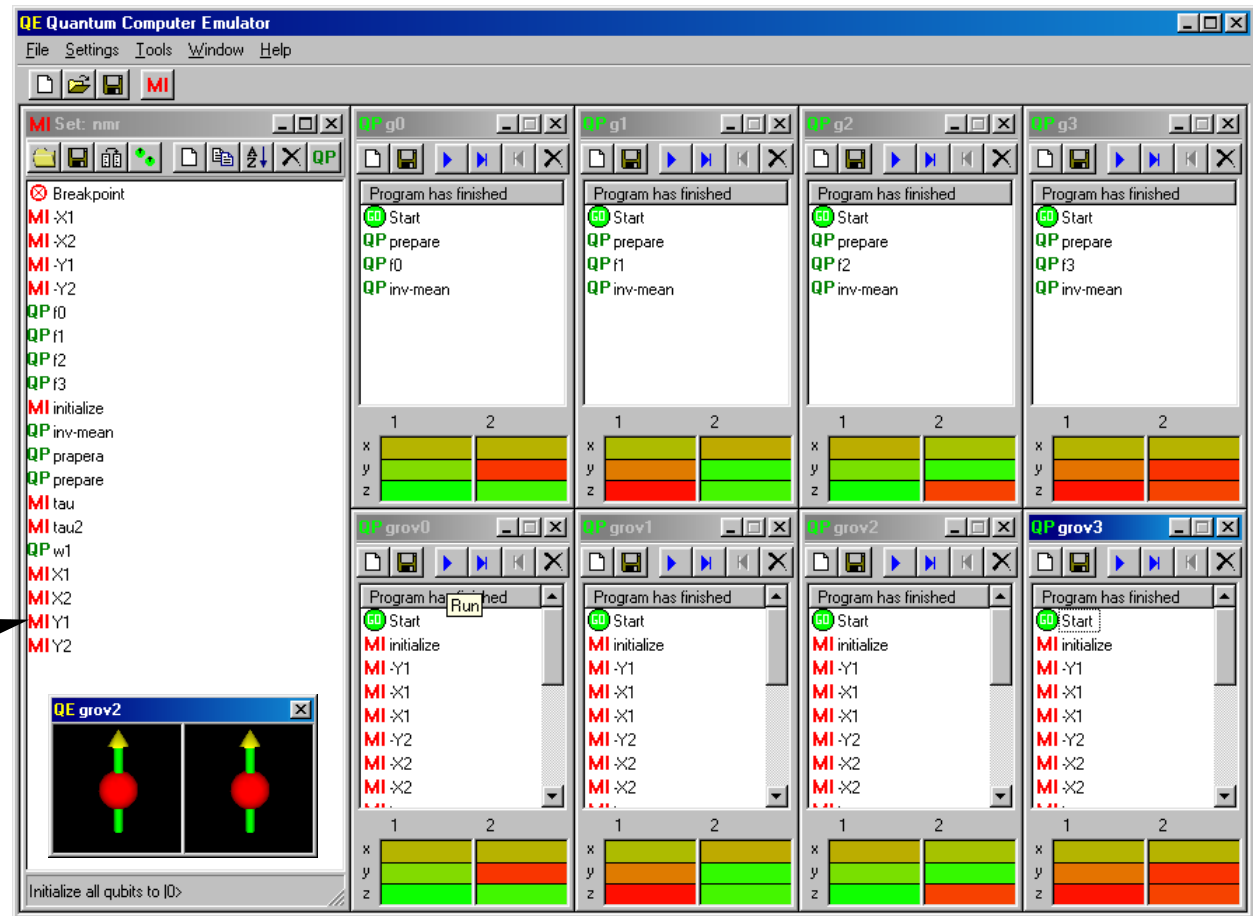 QE Quantum Computer Emulator
File Settings Tools Window Help
MI
MI Set: nmr
QP
Breakpoint
MI -X1
MI -X2
MI -Y1
MI -Y2
QP f0
QP f1
QP f2
QP f3
MI initialize
QP inv-mean
QP prapera
QP prepare
MI tau
MI tau2
QP w1
MI X1
MI X2
MI Y1
MI Y2
QE grov2
Initialize all qubits to |0>
QP g0
Program has finished
GO Start
QP prepare
QP f0
QP inv-mean
1 2
x
y
z
QP g1
Program has finished
GO Start
QP prepare
QP f1
QP inv-mean
1 2
x
y
z
QP g2
Program has finished
GO Start
QP prepare
QP f2
QP inv-mean
1 2
x
y
z
QP g3
Program has finished
GO Start
QP prepare
QP f3
QP inv-mean
1 2
x
y
z
QP grov0
Program has finished
Run
GO Start
MI initialize
MI -Y1
MI -X1
MI -X1
MI -Y2
MI -X2
MI -X2
1 2
x
y
z
QP grov1
Program has finished
GO Start
MI initialize
MI -Y1
MI -X1
MI -X1
MI -Y2
MI -X2
MI -X2
1 2
x
y
z
QP grov2
Program has finished
GO Start
MI initialize
MI -Y1
MI -X1
MI -X1
MI -Y2
MI -X2
MI -X2
1 2
x
y
z
QP grov3
Program has finished
GO Start
MI initialize
MI -Y1
MI -X1
MI -X1
MI -Y2
MI -X2
MI -X2
1 2
x
y
z